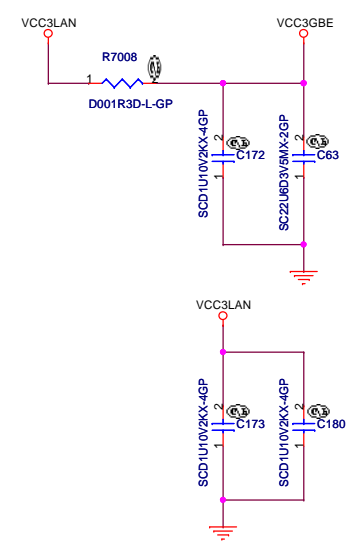 VCC3LAN
VCC3GBE
R7008
1
2
D001R3D-L-GP
SCD1U10V2KX-4GP
2
1
C172
SC22U6D3V5MX-2GP
2
1
C63
VCC3LAN
SCD1U10V2KX-4GP
2
1
C173
SCD1U10V2KX-4GP
2
1
C180